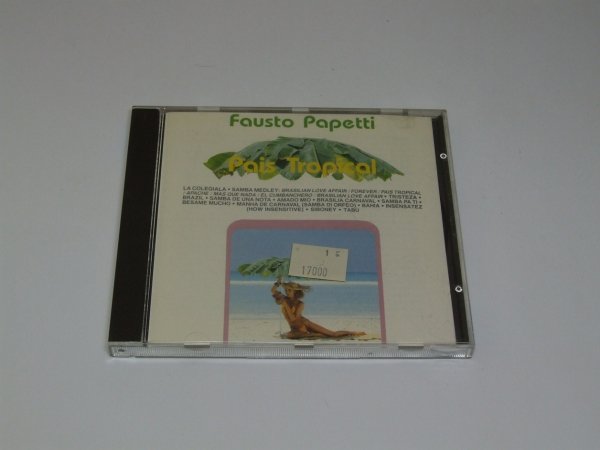 Fausto Papetti
Pais Tropical
LA COLEGIALA • SAMBA MEDLEY: BRASILIAN LOVE AFFAIR / FOREVER / PAIS TROPICAL
/ APACHE / MAS QUE NADA / EL CUMBANCHERO / BRASILIAN LOVE AFFAIR • TRISTEZA •
BRAZIL • SAMBA DE UNA NOTA • AMADO MIO • BRASILIA CARNAVAL • SAMBA PA TI •
BESAME MUCHO • MANHA DE CARNAVAL (SAMBA DI ORFEO) • BAHIA • INSENSATEZ
(HOW INSENSITIVE) • SIBONEY • TABÙ
17000